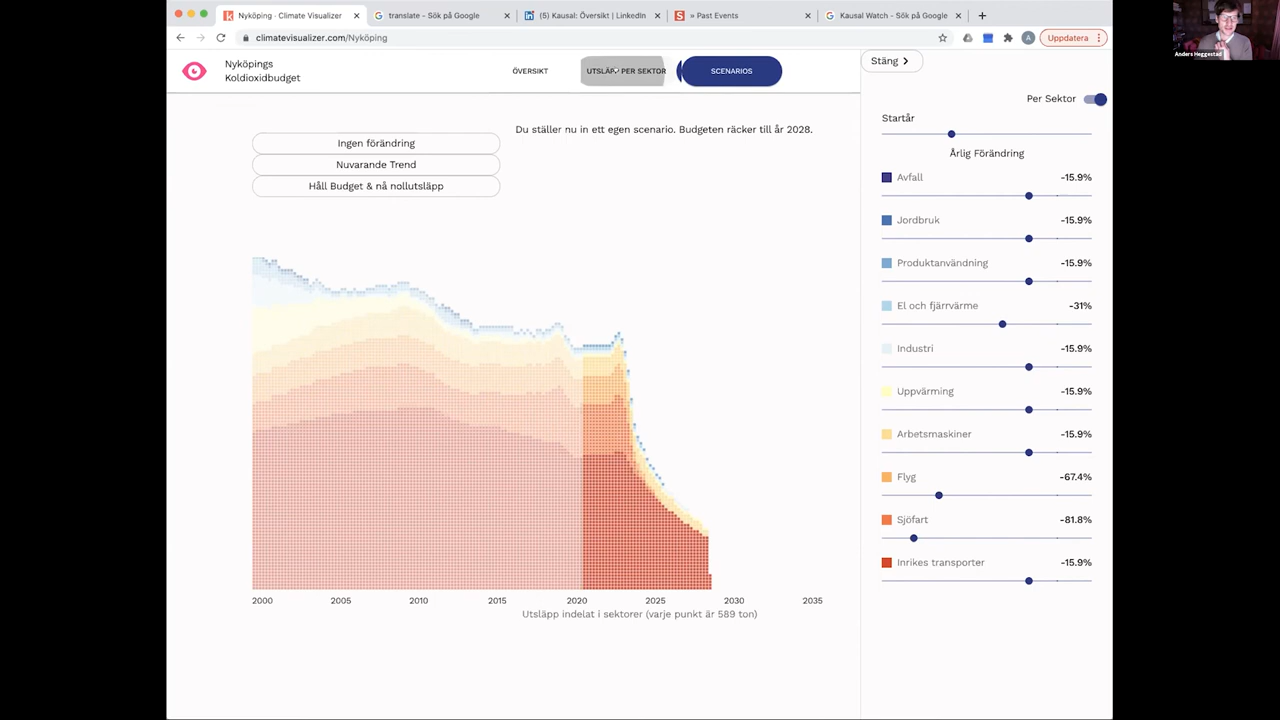 Nyköping · Climate Visualizer
translate - Sök på Google
(5) Kausal: Översikt | LinkedIn
» Past Events
Kausal Watch - Sök på Google
climatevisualizer.com/Nyköping
A
Uppdatera
Anders Heggestad
Nyköpings
Koldioxidbudget
ÖVERSIKT
UTSLÄPP PER SEKTOR
SCENARIOS
Stäng
Ingen förändring
Nuvarande Trend
Håll Budget & nå nollutsläpp
Du ställer nu in ett egen scenario. Budgeten räcker till år 2028.
Per Sektor
Startår
Årlig Förändring
Avfall -15.9%
Jordbruk -15.9%
Produktanvändning -15.9%
El och fjärrvärme -31%
Industri -15.9%
Uppvärming -15.9%
Arbetsmaskiner -15.9%
Flyg -67.4%
Sjöfart -81.8%
Inrikes transporter -15.9%
2000 2005 2010 2015 2020 2025 2030 2035
Utsläpp indelat i sektorer (varje punkt är 589 ton)